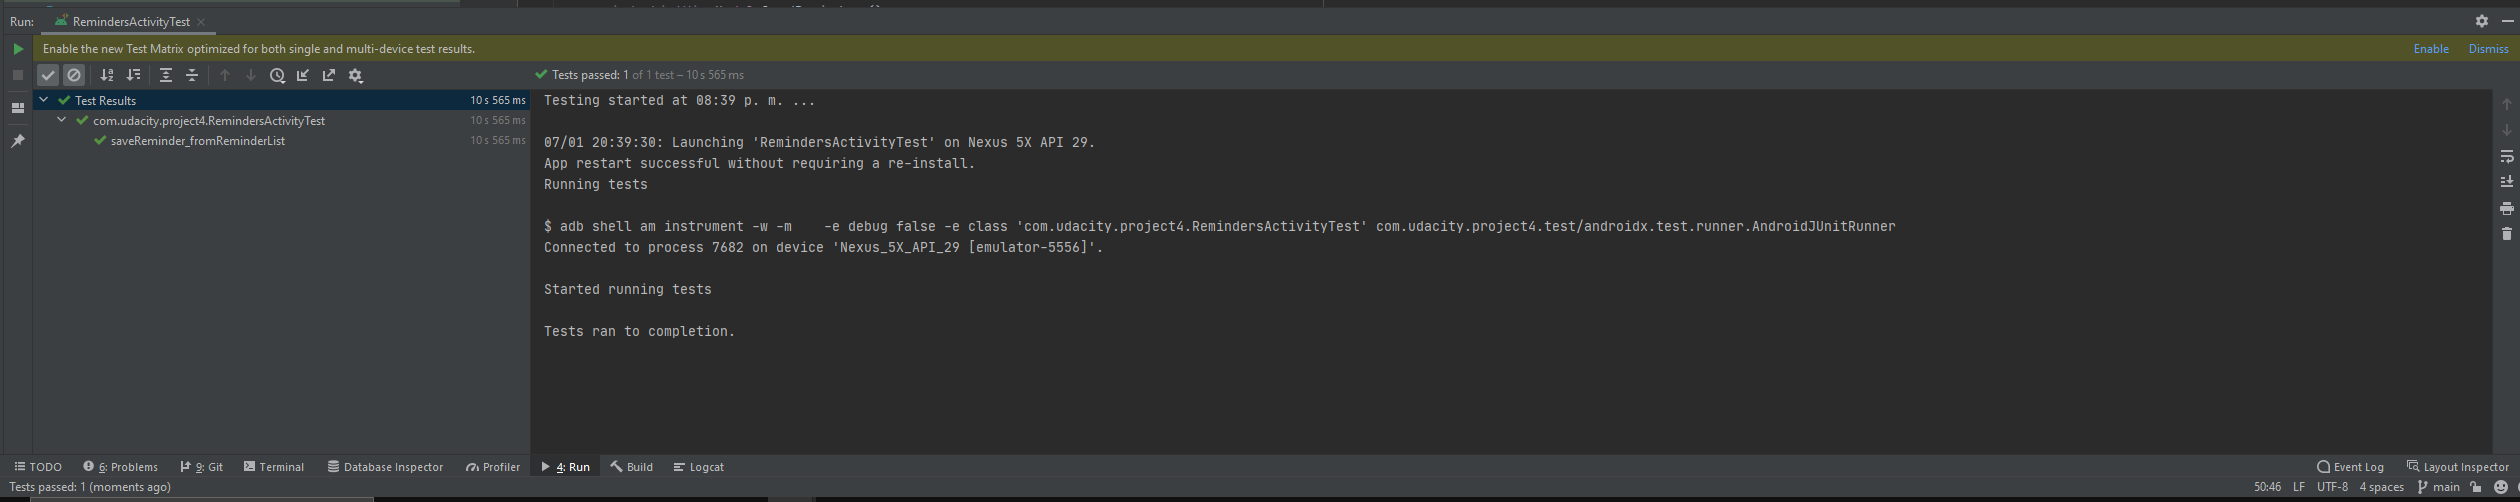 Run: RemindersActivityTest
Enable the new Test Matrix optimized for both single and multi-device test results. Enable Dismiss
Tests passed: 1 of 1 test – 10 s 565 ms
Test Results 10 s 565 ms
com.udacity.project4.RemindersActivityTest 10 s 565 ms
saveReminder_fromReminderList 10 s 565 ms
Testing started at 08:39 p. m. ...
07/01 20:39:30: Launching 'RemindersActivityTest' on Nexus 5X API 29.
App restart successful without requiring a re-install.
Running tests
$ adb shell am instrument -w -m    -e debug false -e class 'com.udacity.project4.RemindersActivityTest' com.udacity.project4.test/androidx.test.runner.AndroidJUnitRunner
Connected to process 7682 on device 'Nexus_5X_API_29 [emulator-5556]'.
Started running tests
Tests ran to completion.
TODO 6: Problems 9: Git Terminal Database Inspector Profiler 4: Run Build Logcat Event Log Layout Inspector
Tests passed: 1 (moments ago) 50:46 LF UTF-8 4 spaces main